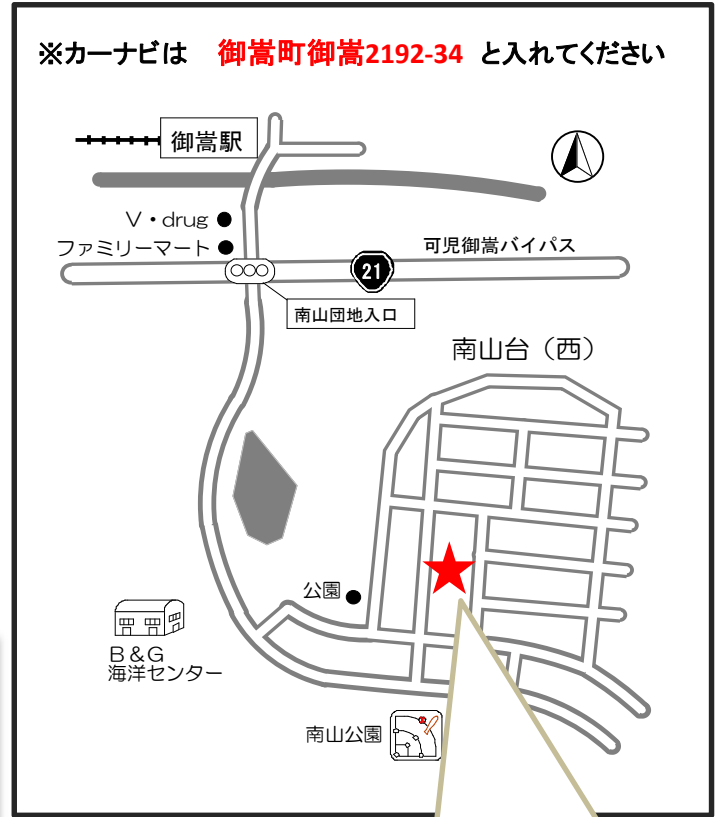 ※カーナビは 御嵩町御嵩2192-34 と入れてください
御嵩駅
V・drug
ファミリーマート
可児御嵩バイパス
21
南山団地入口
南山台（西）
公園
B&G
海洋センター
南山公園